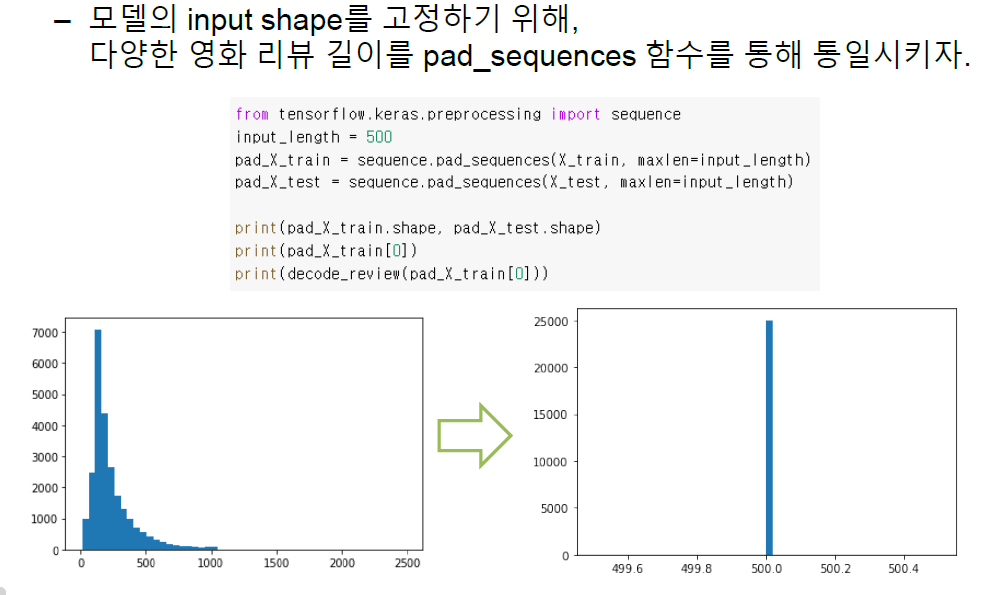 – 모델의 input shape를 고정하기 위해,
다양한 영화 리뷰 길이를 pad_sequences 함수를 통해 통일시키자.
from tensorflow.keras.preprocessing import sequence
input_length = 500
pad_X_train = sequence.pad_sequences(X_train, maxlen=input_length)
pad_X_test = sequence.pad_sequences(X_test, maxlen=input_length)
print(pad_X_train.shape, pad_X_test.shape)
print(pad_X_train[0])
print(decode_review(pad_X_train[0]))
7000
6000
5000
4000
3000
2000
1000
0
0 500 1000 1500 2000 2500
25000
20000
15000
10000
5000
0
499.6 499.8 500.0 500.2 500.4